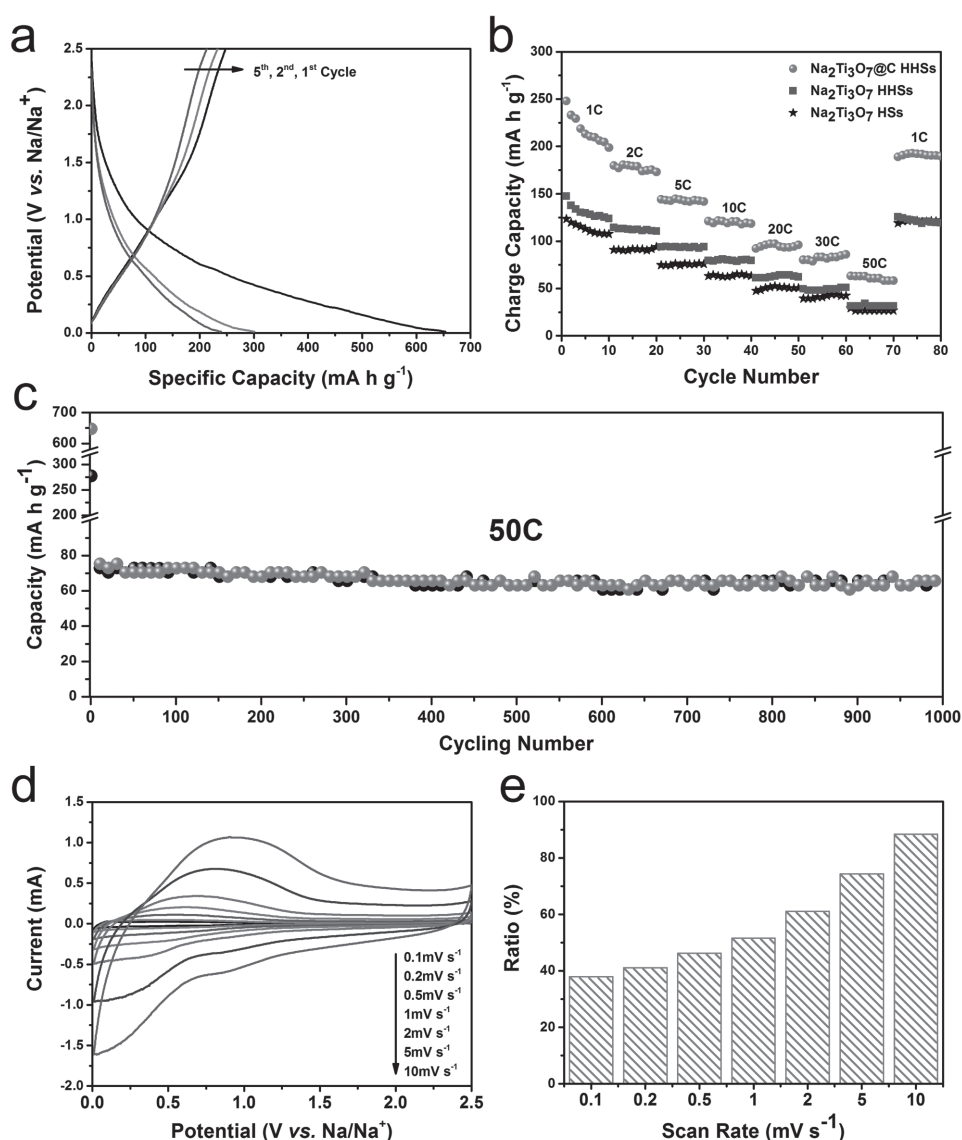 a
2.5
2.0
1.5
1.0
0.5
0.0
Potential (V vs. Na/Na⁺)
5th, 2nd, 1st Cycle
0 100 200 300 400 500 600 700
Specific Capacity (mA h g⁻¹)
b
300
250
200
150
100
50
0
Charge Capacity (mA h g⁻¹)
Na₂Ti₃O₇@C HHSs
Na₂Ti₃O₇ HHSs
Na₂Ti₃O₇ HSs
1C
2C
5C
10C
20C
30C
50C
1C
0 10 20 30 40 50 60 70 80
Cycle Number
c
700
600
300
250
200
80
60
40
20
0
Capacity (mA h g⁻¹)
50C
0 100 200 300 400 500 600 700 800 900 1000
Cycling Number
d
1.5
1.0
0.5
0.0
-0.5
-1.0
-1.5
-2.0
Current (mA)
0.1mV s⁻¹
0.2mV s⁻¹
0.5mV s⁻¹
1mV s⁻¹
2mV s⁻¹
5mV s⁻¹
10mV s⁻¹
0.0 0.5 1.0 1.5 2.0 2.5
Potential (V vs. Na/Na⁺)
e
100
80
60
40
20
0
Ratio (%)
0.1 0.2 0.5 1 2 5 10
Scan Rate (mV s⁻¹)